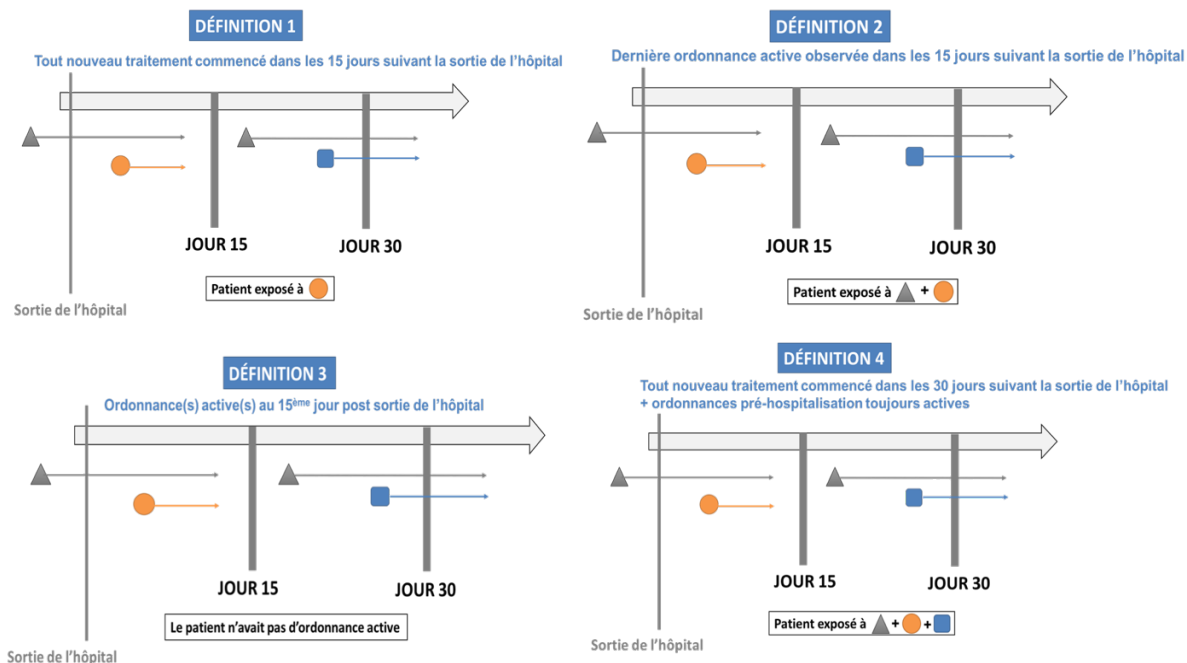 DÉFINITION 1
Tout nouveau traitement commencé dans les 15 jours suivant la sortie de l'hôpital
JOUR 15
JOUR 30
Patient exposé à
Sortie de l'hôpital
DÉFINITION 2
Dernière ordonnance active observée dans les 15 jours suivant la sortie de l'hôpital
JOUR 15
JOUR 30
Patient exposé à +
Sortie de l'hôpital
DÉFINITION 3
Ordonnance(s) active(s) au 15ème jour post sortie de l'hôpital
JOUR 15
JOUR 30
Le patient n'avait pas d'ordonnance active
Sortie de l'hôpital
DÉFINITION 4
Tout nouveau traitement commencé dans les 30 jours suivant la sortie de l'hôpital
+ ordonnances pré-hospitalisation toujours actives
JOUR 15
JOUR 30
Patient exposé à + +
Sortie de l'hôpital